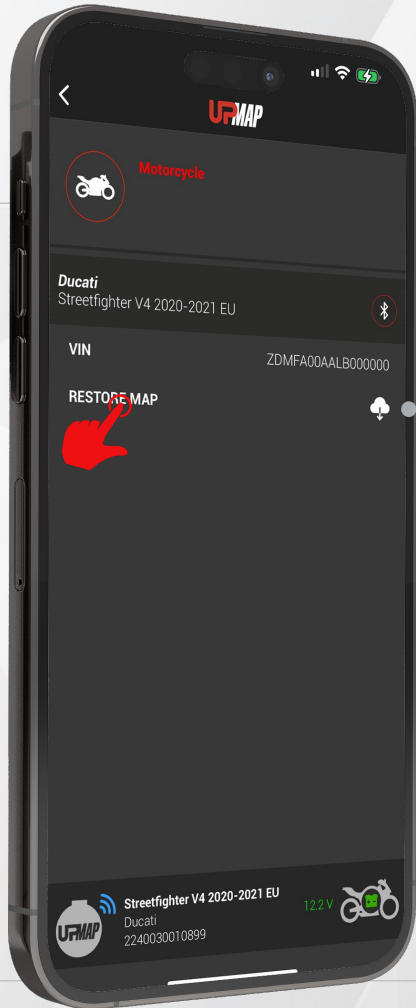 UPMAP
Motorcycle
Ducati
Streetfighter V4 2020-2021 EU
VIN
ZDMFA00AALB000000
RESTORE MAP
UPMAP
Streetfighter V4 2020-2021 EU
Ducati
2240030010899
12.2 V